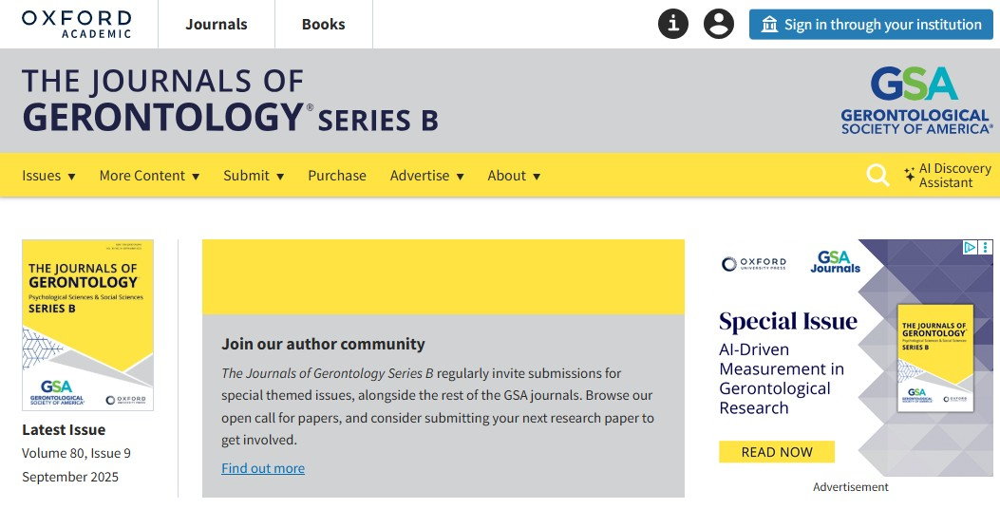 OXFORD
ACADEMIC
Journals
Books
Sign in through your institution
THE JOURNALS OF
GERONTOLOGY® SERIES B
GSA
GERONTOLOGICAL
SOCIETY OF AMERICA®
Issues ▼ More Content ▼ Submit ▼ Purchase Advertise ▼ About ▼
AI Discovery
Assistant
THE JOURNALS OF
GERONTOLOGY
Psychological Sciences & Social Sciences
SERIES B
GSA
GERONTOLOGICAL
SOCIETY OF AMERICA®
OXFORD
UNIVERSITY PRESS
Latest Issue
Volume 80, Issue 9
September 2025
Join our author community
The Journals of Gerontology Series B regularly invite submissions for
special themed issues, alongside the rest of the GSA journals. Browse our
open call for papers, and consider submitting your next research paper to
get involved.
Find out more
OXFORD
UNIVERSITY PRESS
GSA
Journals
Special Issue
AI-Driven
Measurement in
Gerontological
Research
READ NOW
THE JOURNALS OF
GERONTOLOGY
Psychological Sciences & Social Sciences
SERIES B
GSA
OXFORD
Advertisement